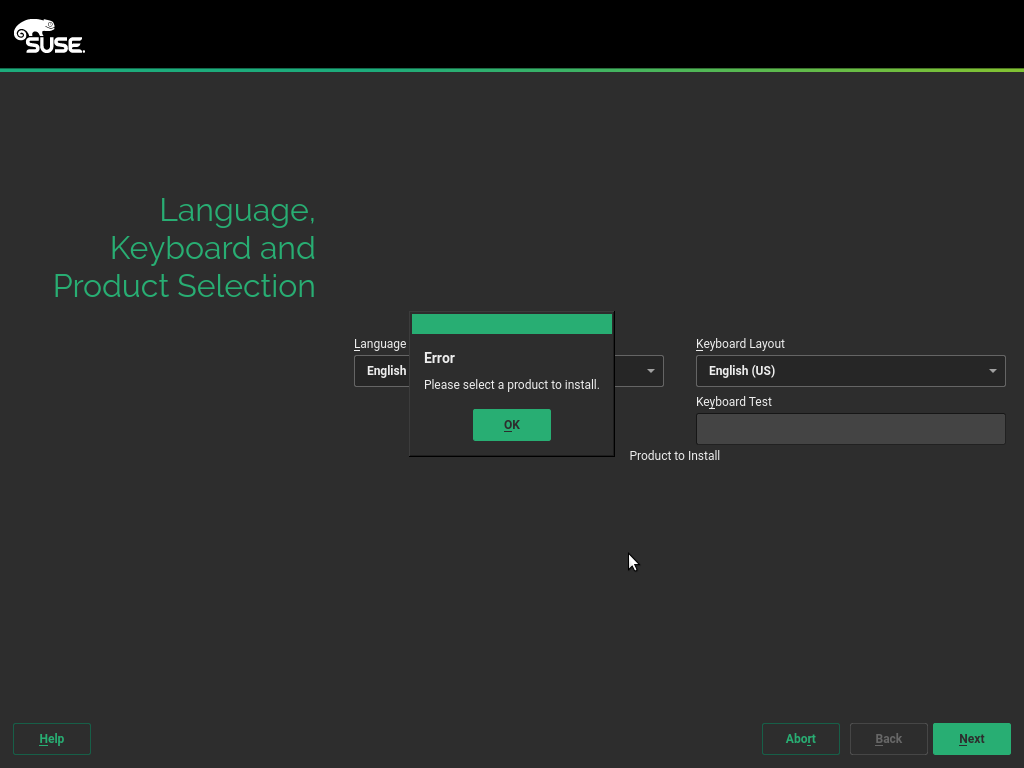 SUSE
Language,
Keyboard and
Product Selection
Language
English
Keyboard Layout
English (US)
Keyboard Test
Error
Please select a product to install.
OK
Product to Install
Help
Abort
Back
Next